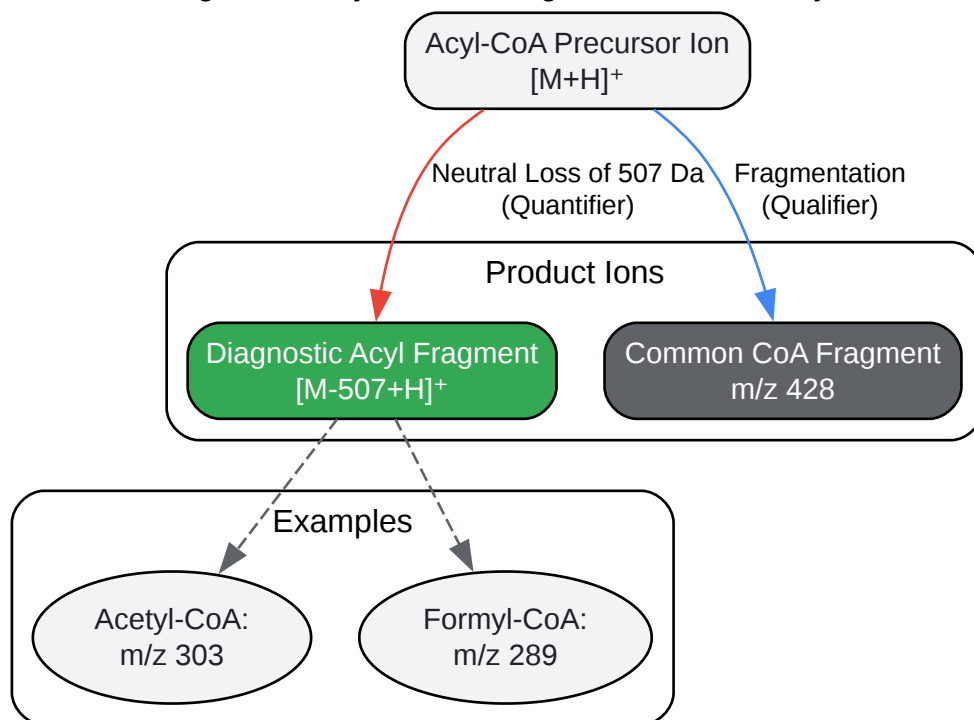 Acyl-CoA Precursor Ion
[M+H]⁺
Neutral Loss of 507 Da
(Quantifier)
Fragmentation
(Qualifier)
Product Ions
Diagnostic Acyl Fragment
[M-507+H]⁺
Common CoA Fragment
m/z 428
Examples
Acetyl-CoA:
m/z 303
Formyl-CoA:
m/z 289